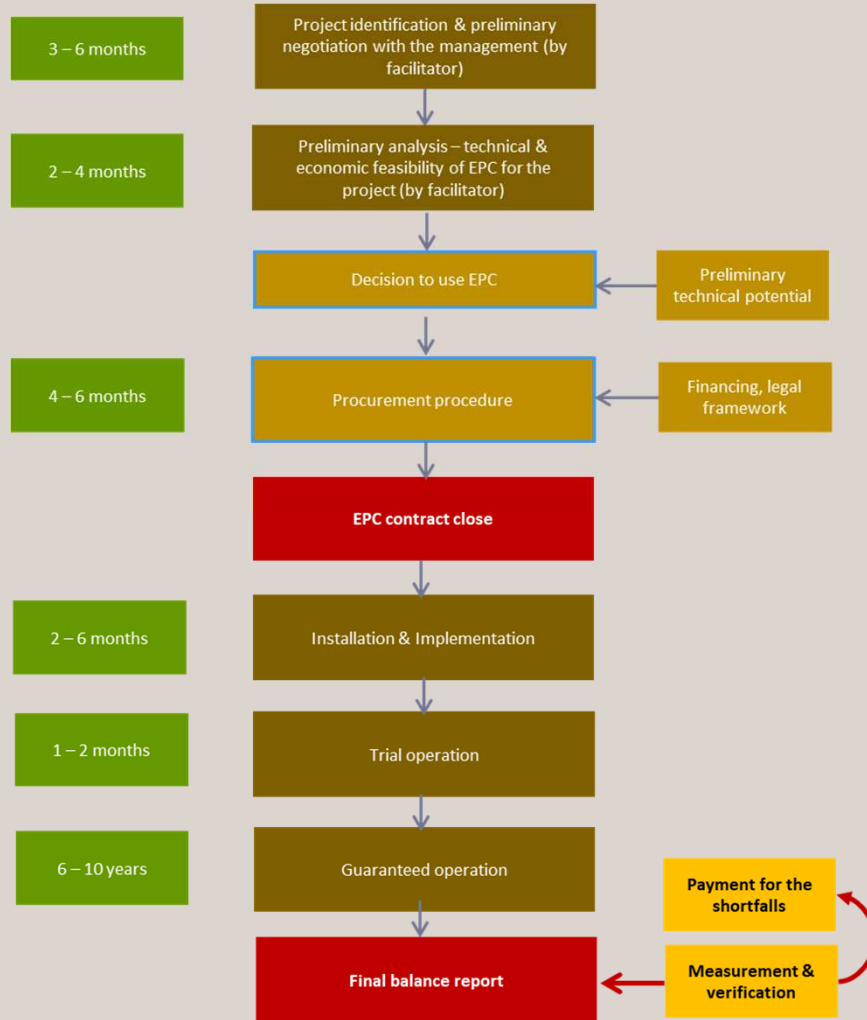 3 – 6 months
Project identification & preliminary
negotiation with the management (by
facilitator)
2 – 4 months
Preliminary analysis – technical &
economic feasibility of EPC for the
project (by facilitator)
Decision to use EPC
Preliminary
technical potential
4 – 6 months
Procurement procedure
Financing, legal
framework
EPC contract close
2 – 6 months
Installation & Implementation
1 – 2 months
Trial operation
6 – 10 years
Guaranteed operation
Payment for the
shortfalls
Final balance report
Measurement &
verification